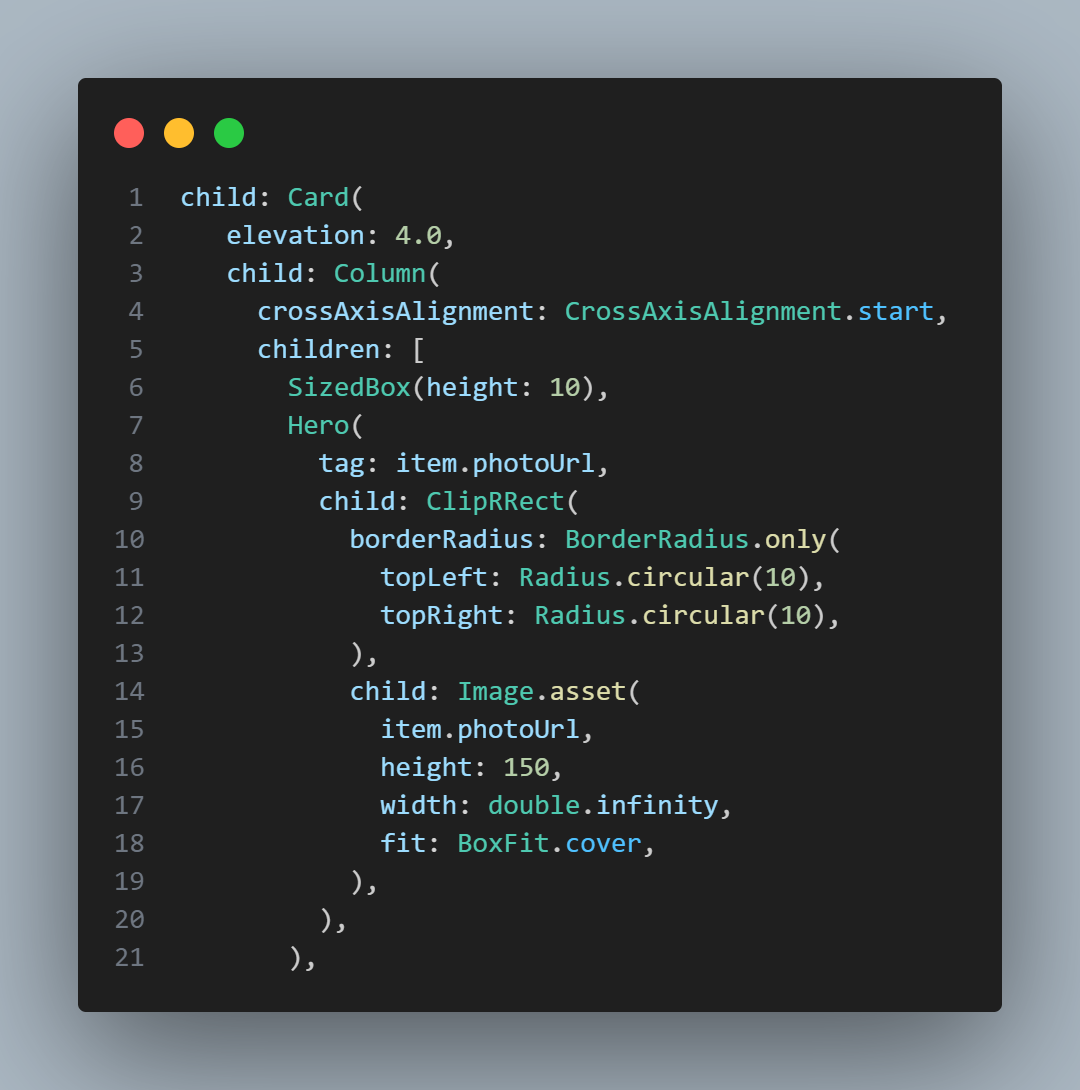 1 child: Card(
2 elevation: 4.0,
3 child: Column(
4 crossAxisAlignment: CrossAxisAlignment.start,
5 children: [
6 SizedBox(height: 10),
7 Hero(
8 tag: item.photoUrl,
9 child: ClipRRect(
10 borderRadius: BorderRadius.only(
11 topLeft: Radius.circular(10),
12 topRight: Radius.circular(10),
13 ),
14 child: Image.asset(
15 item.photoUrl,
16 height: 150,
17 width: double.infinity,
18 fit: BoxFit.cover,
19 ),
20 ),
21 ),